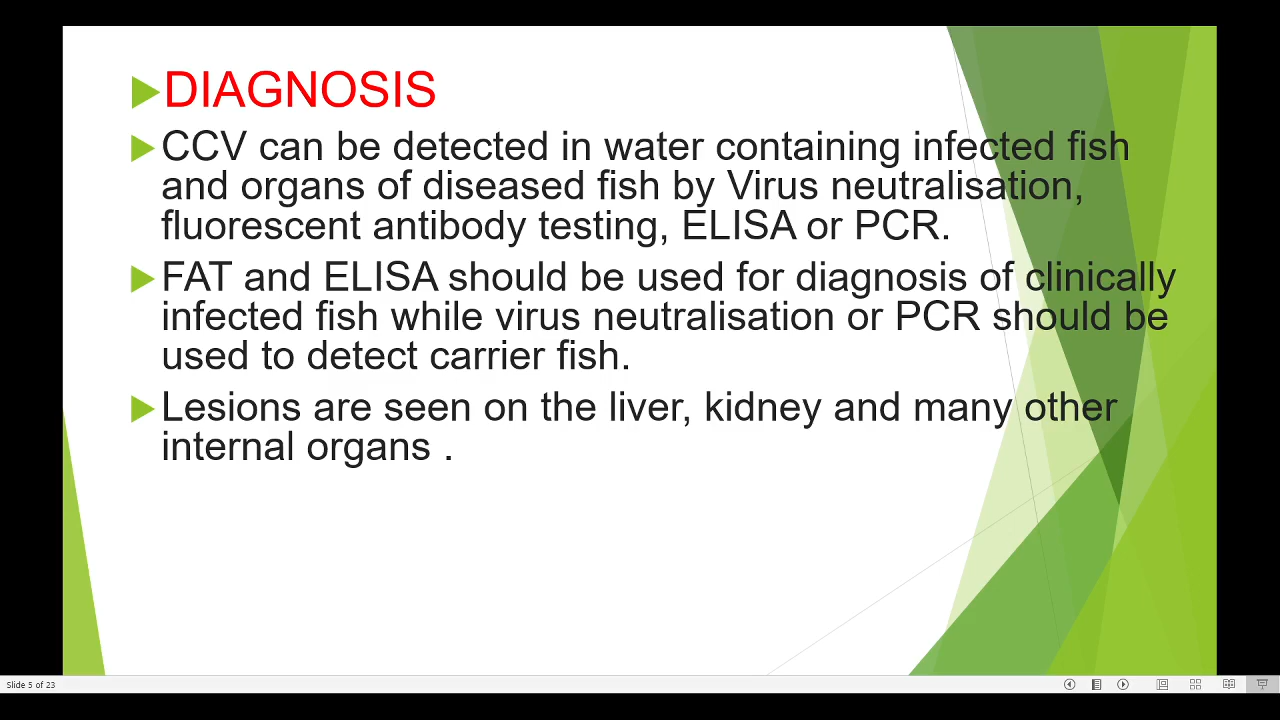 DIAGNOSIS
CCV can be detected in water containing infected fish
and organs of diseased fish by Virus neutralisation,
fluorescent antibody testing, ELISA or PCR.
FAT and ELISA should be used for diagnosis of clinically
infected fish while virus neutralisation or PCR should be
used to detect carrier fish.
Lesions are seen on the liver, kidney and many other
internal organs .
Slide 5 of 23